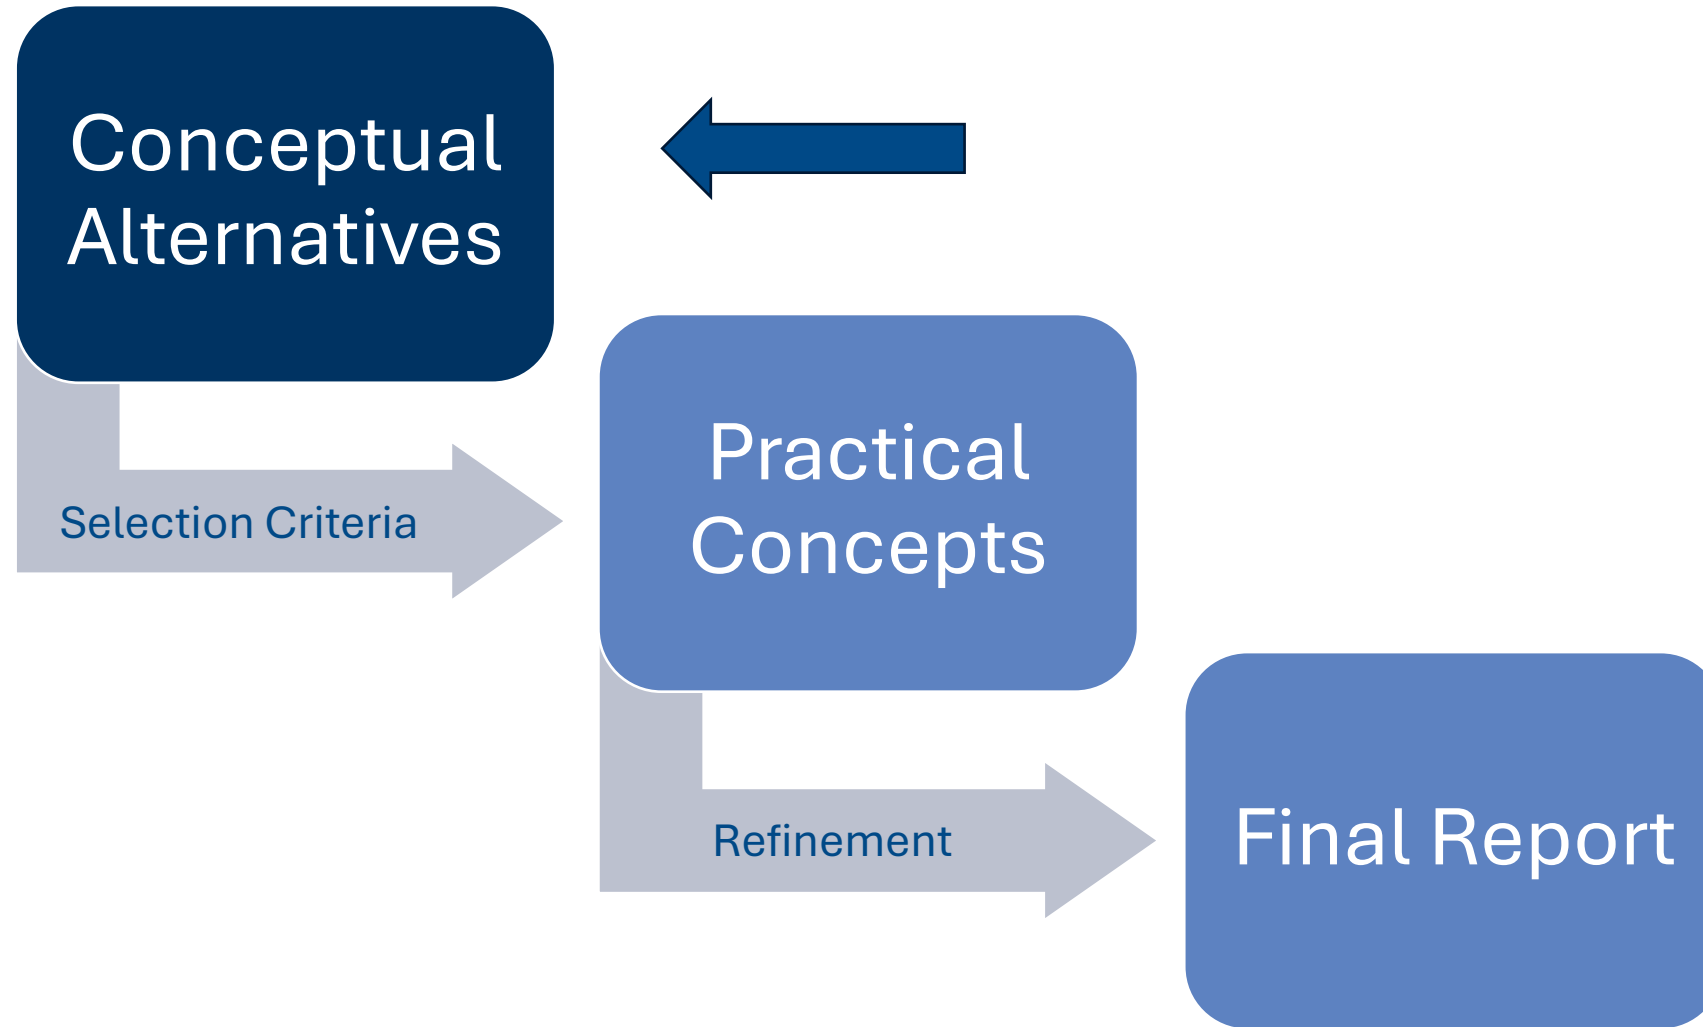 Conceptual
Alternatives
Selection Criteria
Practical
Concepts
Refinement
Final Report